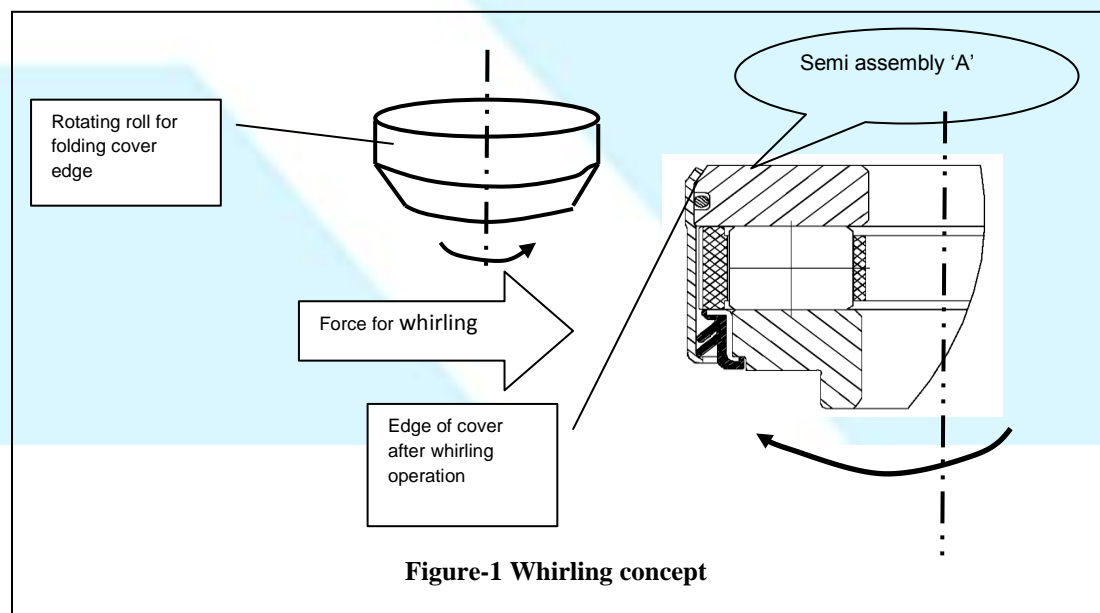 Semi assembly ‘A’
Rotating roll for
folding cover
edge
Force for whirling
Edge of cover
after whirling
operation
Figure-1 Whirling concept